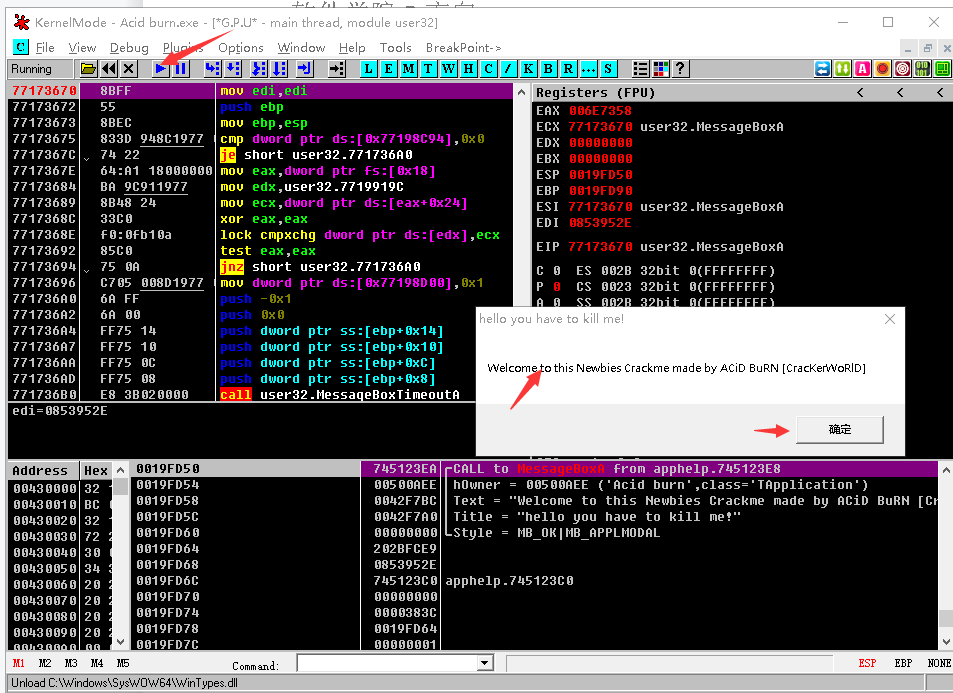 KernelMode - Acid burn.exe - [*G.P.U* - main thread, module user32]
C File View Debug Plugins Options Window Help Tools BreakPoint->
Running L E M T W H C / K B R ... S ?
77173670 8BFF mov edi,edi
77173672 55 push ebp
77173673 8BEC mov ebp,esp
77173675 833D 948C1977 cmp dword ptr ds:[0x77198C94],0x0
7717367C 74 22 je short user32.771736A0
7717367E 64:A1 18000000 mov eax,dword ptr fs:[0x18]
77173684 BA 9C911977 mov edx,user32.7719919C
77173689 8B48 24 mov ecx,dword ptr ds:[eax+0x24]
7717368C 33C0 xor eax,eax
7717368E f0:0fb10a lock cmpxchg dword ptr ds:[edx],ecx
77173692 85C0 test eax,eax
77173694 75 0A jnz short user32.771736A0
77173696 C705 008D1977 mov dword ptr ds:[0x77198D00],0x1
771736A0 6A FF push -0x1
771736A2 6A 00 push 0x0
771736A4 FF75 14 push dword ptr ss:[ebp+0x14]
771736A7 FF75 10 push dword ptr ss:[ebp+0x10]
771736AA FF75 0C push dword ptr ss:[ebp+0xC]
771736AD FF75 08 push dword ptr ss:[ebp+0x8]
771736B0 E8 3B020000 call user32.MessageBoxTimeoutA
edi=0853952E
Registers (FPU) < < <
EAX 006E7358
ECX 77173670 user32.MessageBoxA
EDX 00000000
EBX 00000000
ESP 0019FD50
EBP 0019FD90
ESI 77173670 user32.MessageBoxA
EDI 0853952E
EIP 77173670 user32.MessageBoxA
C 0 ES 002B 32bit 0(FFFFFFFF)
P 0 CS 0023 32bit 0(FFFFFFFF)
A 0 SS 002B 32bit 0(FFFFFFFF)
hello you have to kill me!
Welcome to this Newbies Crackme made by ACiD BuRN [CracKerWoRlD]
确定
Address Hex
00430000 32
00430010 BC
00430020 32
00430030 72
00430040 30
00430050 34
00430060 20
00430070 20
00430080 20
00430090 20
0019FD50 745123EA CALL to MessageBoxA from apphelp.745123E8
0019FD54 00500AEE hOwner = 00500AEE ('Acid burn',class='TApplication')
0019FD58 0042F7BC Text = "Welcome to this Newbies Crackme made by ACiD BuRN [Cr
0019FD5C 0042F7A0 Title = "hello you have to kill me!"
0019FD60 00000000 Style = MB_OK|MB_APPLMODAL
0019FD64 202BFCE9
0019FD68 0853952E
0019FD6C 745123C0 apphelp.745123C0
0019FD70 00000000
0019FD74 0000383C
0019FD78 0019FD64
0019FD7C 00000001
M1 M2 M3 M4 M5 Command: ESP EBP NONE
Unload C:\Windows\SysWOW64\WinTypes.dll